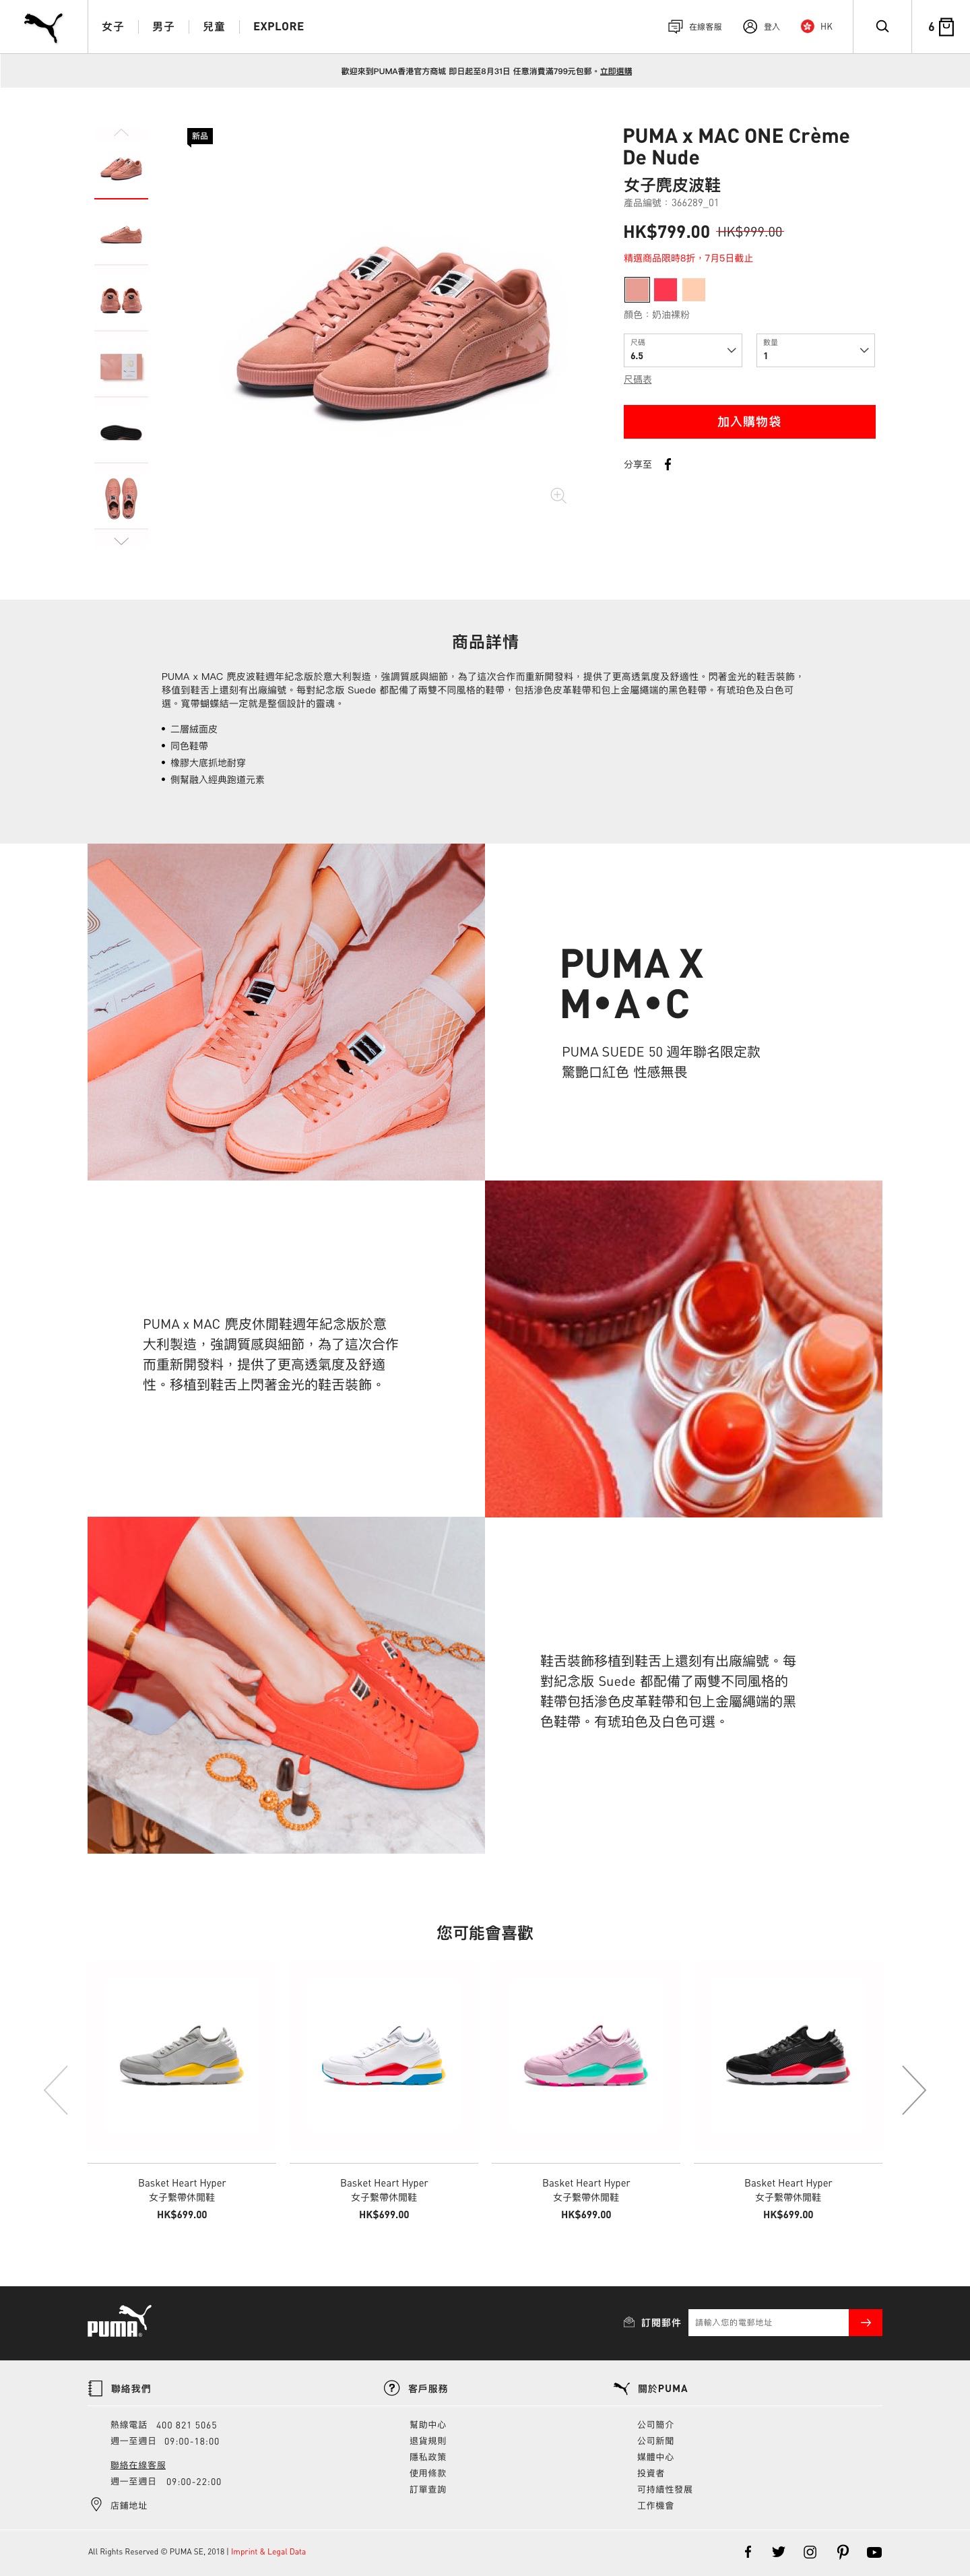 女子
男子
兒童
EXPLORE
在線客服
登入
HK
6
歡迎來到PUMA香港官方商城 即日起至8月31日 任意消費滿799元包郵。立即選購
新品
PUMA x MAC ONE Crème
De Nude
女子麂皮波鞋
產品編號：366289_01
HK$799.00 HK$999.00
精選商品限時8折，7月5日截止
顏色：奶油裸粉
尺碼
6.5
數量
1
尺碼表
加入購物袋
分享至
商品詳情
PUMA x MAC 麂皮波鞋週年紀念版於意大利製造，強調質感與細節，為了這次合作而重新開發料，提供了更高透氣度及舒適性。閃著金光的鞋舌裝飾，
移值到鞋舌上還刻有出廠編號。每對紀念版 Suede 都配備了兩雙不同風格的鞋帶，包括滲色皮革鞋帶和包上金屬繩端的黑色鞋帶。有琥珀色及白色可
選。寬帶蝴蝶結一定就是整個設計的靈魂。
• 二層絨面皮
• 同色鞋帶
• 橡膠大底抓地耐穿
• 側幫融入經典跑道元素
PUMA X
M•A•C
PUMA SUEDE 50 週年聯名限定款
驚艷口紅色 性感無畏
PUMA x MAC 麂皮休閒鞋週年紀念版於意
大利製造，強調質感與細節，為了這次合作
而重新開發料，提供了更高透氣度及舒適
性。移植到鞋舌上閃著金光的鞋舌裝飾。
鞋舌裝飾移植到鞋舌上還刻有出廠編號。每
對紀念版 Suede 都配備了兩雙不同風格的
鞋帶包括滲色皮革鞋帶和包上金屬繩端的黑
色鞋帶。有琥珀色及白色可選。
您可能會喜歡
Basket Heart Hyper
女子繫帶休閒鞋
HK$699.00
Basket Heart Hyper
女子繫帶休閒鞋
HK$699.00
Basket Heart Hyper
女子繫帶休閒鞋
HK$699.00
Basket Heart Hyper
女子繫帶休閒鞋
HK$699.00
PUMA
訂閱郵件
請輸入您的電郵地址
聯絡我們
熱線電話 400 821 5065
週一至週日 09:00-18:00
聯絡在線客服
週一至週日 09:00-22:00
店鋪地址
客戶服務
幫助中心
退貨規則
隱私政策
使用條款
訂單查詢
關於PUMA
公司簡介
公司新聞
媒體中心
投資者
可持續性發展
工作機會
All Rights Reserved © PUMA SE, 2018 | Imprint & Legal Data